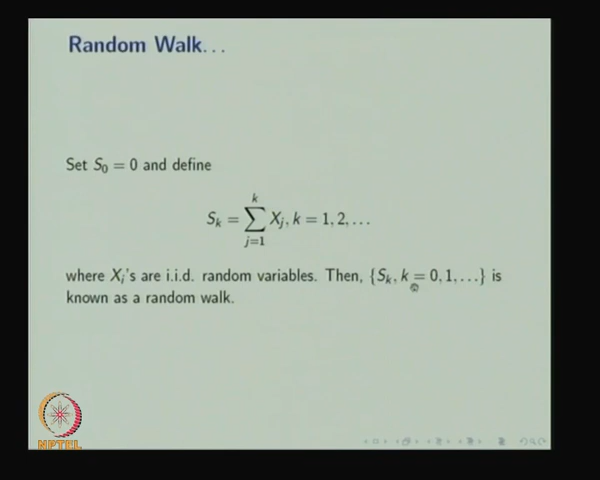 Random Walk...
Set S₀ = 0 and define
Sₖ = ∑ⱼ₌₁ᵏ Xⱼ, k = 1, 2, ...
where Xᵢ's are i.i.d. random variables. Then, {Sₖ, k = 0, 1, ...} is
known as a random walk.
NPTEL